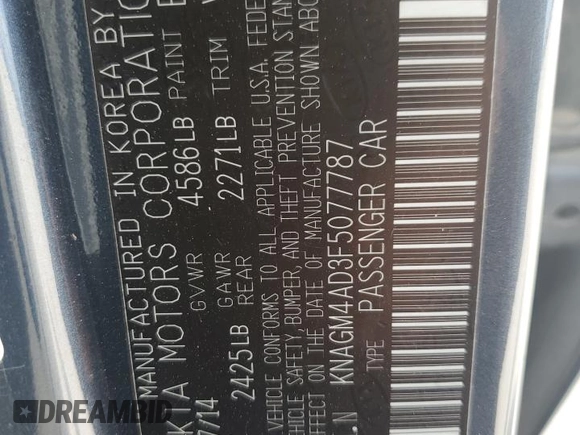 MANUFACTURED IN KOREA BY
KIA MOTORS CORPORATIO
7/14 GVWR 4586LB PAINT
GAWR
2425LB REAR 2271LB TRIM
VEHICLE CONFORMS TO ALL APPLICABLE U.S.A. FEDE
VEHICLE SAFETY, BUMPER, AND THEFT PREVENTION STAN
EFFECT ON THE DATE OF MANUFACTURE SHOWN ABO
.N KNAGM4AD3F5077787
TYPE PASSENGER CAR
DREAMBID